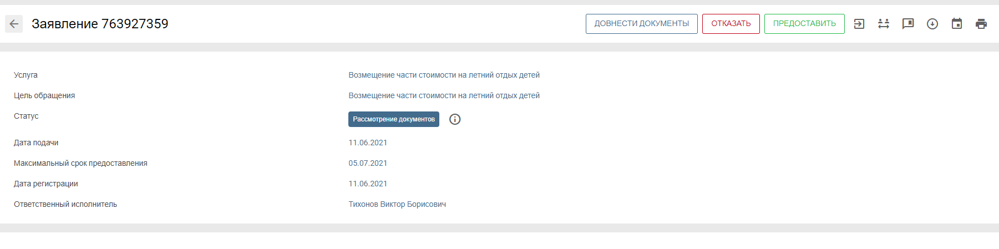 Заявление 763927359
ДОВНЕСТИ ДОКУМЕНТЫ
ОТКАЗАТЬ
ПРЕДОСТАВИТЬ
Услуга Возмещение части стоимости на летний отдых детей
Цель обращения Возмещение части стоимости на летний отдых детей
Статус Рассмотрение документов
Дата подачи 11.06.2021
Максимальный срок предоставления 05.07.2021
Дата регистрации 11.06.2021
Ответственный исполнитель Тихонов Виктор Борисович